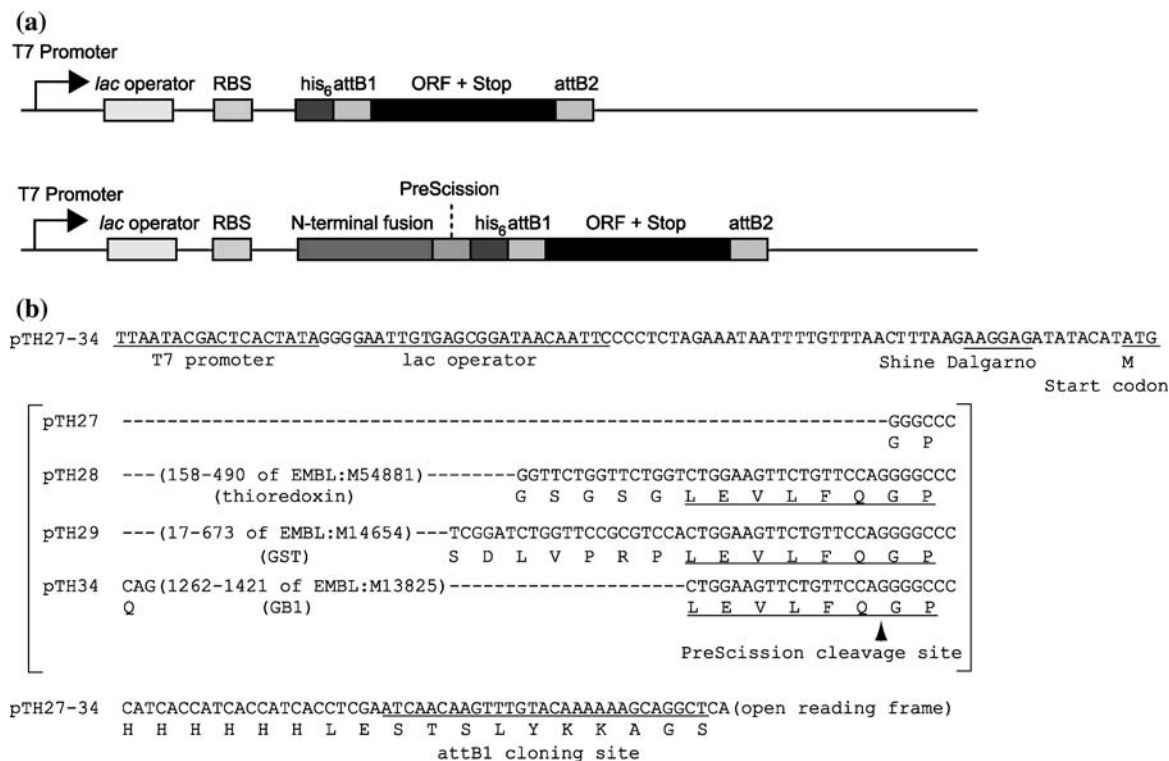 (a)
T7 Promoter
lac operator RBS his6 attB1 ORF + Stop attB2
T7 Promoter PreScission
lac operator RBS N-terminal fusion his6 attB1 ORF + Stop attB2
(b)
pTH27-34 TTAATACGACTCACTATAGGGGAATTGTGAGCGGATAACAATTCCCCTCTAGAAATAATTTTGTTTAACTTTAAGAAGGAGATATACATATG
T7 promoter lac operator Shine Dalgarno M
Start codon
pTH27 ---GGGCCC
G P
pTH28 ---(158-490 of EMBL:M54881)--------GGTTCTGGTTCTGGTCTGGAAGTTCTGTTCCAGGGGCCC
(thioredoxin) G S G S G L E V L F Q G P
pTH29 ---(17-673 of EMBL:M14654)---TCGGATCTGGTTCCGCGTCCACTGGAAGTTCTGTTCCAGGGGCCC
(GST) S D L V P R P L E V L F Q G P
pTH34 CAG(1262-1421 of EMBL:M13825)----------------------CTGGAAGTTCTGTTCCAGGGGCCC
Q (GB1) L E V L F Q G P
PreScission cleavage site
pTH27-34 CATCACCATCACCATCACCTCGAATCAACAAGTTTGTACAAAAAAGCAGGCTCA(open reading frame)
H H H H H H L E S T S L Y K K A G S
attB1 cloning site